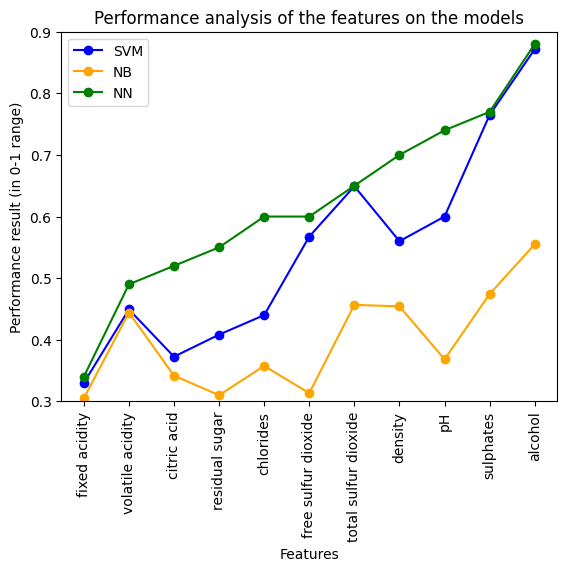 Performance analysis of the features on the models
SVM
NB
NN
Performance result (in 0-1 range)
0.9
0.8
0.7
0.6
0.5
0.4
0.3
fixed acidity
volatile acidity
citric acid
residual sugar
chlorides
free sulfur dioxide
total sulfur dioxide
density
pH
sulphates
alcohol
Features